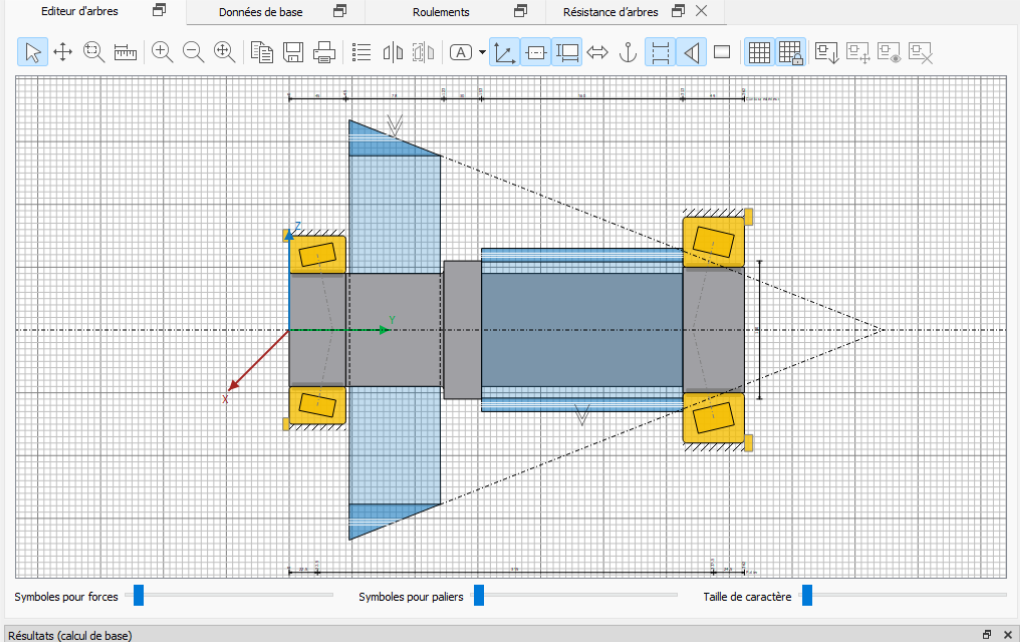 Editeur d'arbres
Données de base
Roulements
Résistance d'arbres
A
Z
Y
X
Symboles pour forces
Symboles pour paliers
Taille de caractère
Résultats (calcul de base)